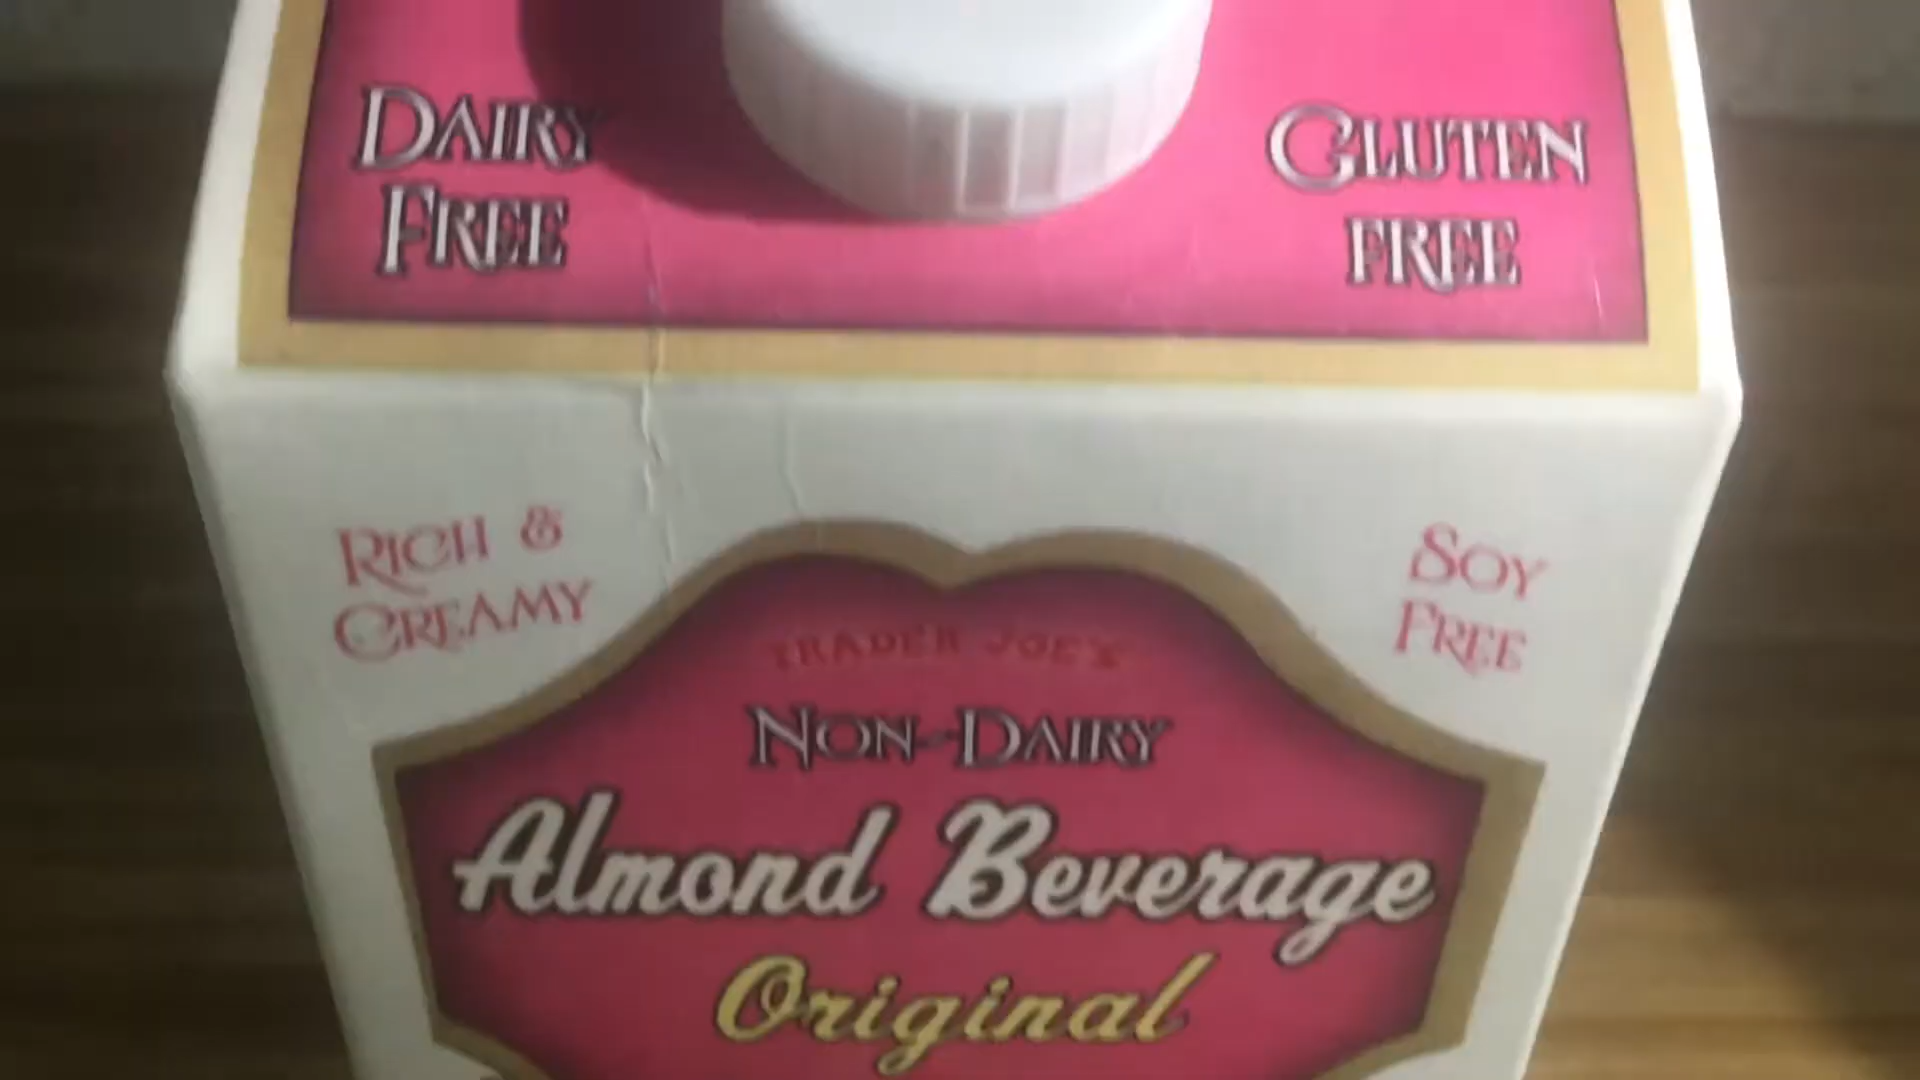 DAIRY
FREE
GLUTEN
FREE
RICH &
CREAMY
SOY
FREE
TRADER JOE'S
NON-DAIRY
Almond Beverage
Original